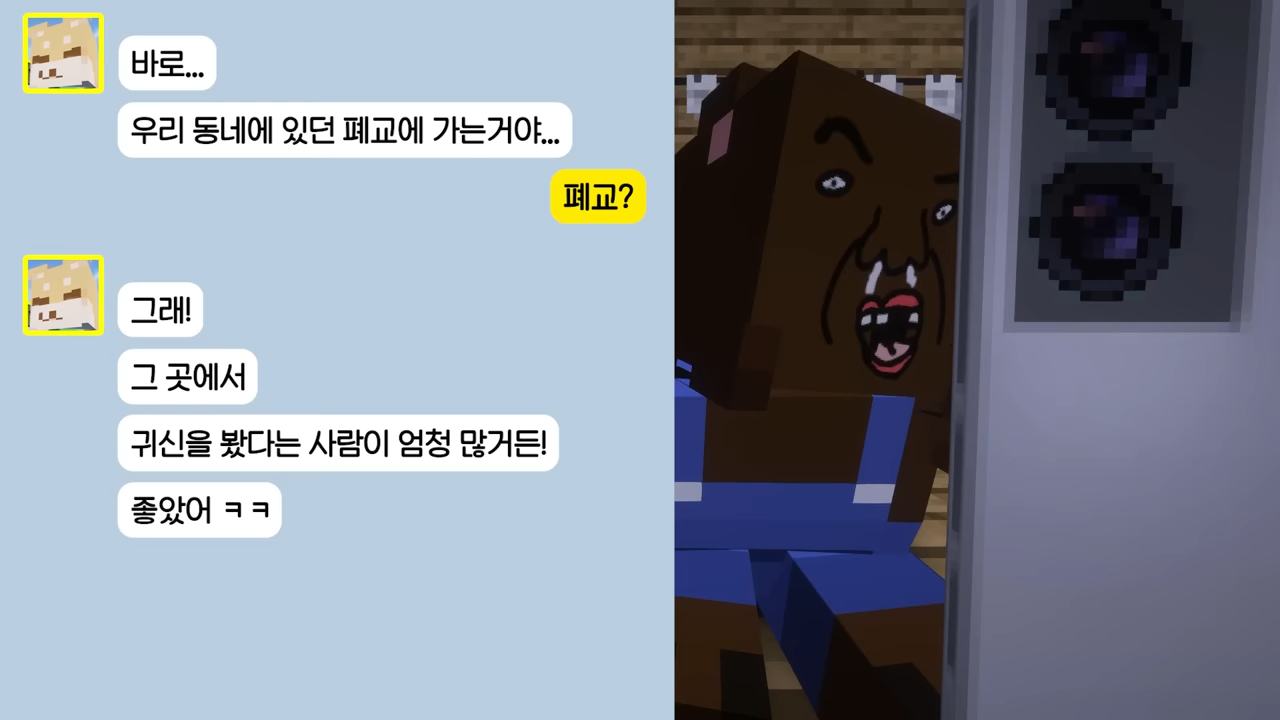 바로...
우리 동네에 있던 폐교에 가는거야...
폐교?
그래!
그 곳에서
귀신을 봤다는 사람이 엄청 많거든!
좋았어 ㅋㅋ